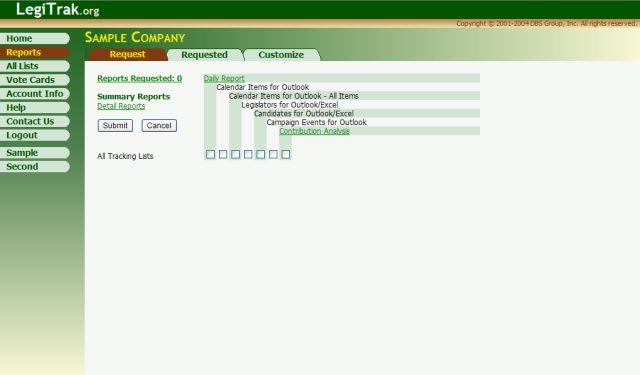 LegiTrak.org
Copyright © 2001-2004 DBS Group, Inc. All rights reserved.
Home
Reports
All Lists
Vote Cards
Account Info
Help
Contact Us
Logout
Sample
Second
SAMPLE COMPANY
Request
Requested
Customize
Reports Requested: 0
Summary Reports
Detail Reports
Submit
Cancel
Daily Report
Calendar Items for Outlook
Calendar Items for Outlook - All Items
Legislators for Outlook/Excel
Candidates for Outlook/Excel
Campaign Events for Outlook
Contribution Analysis
All Tracking Lists